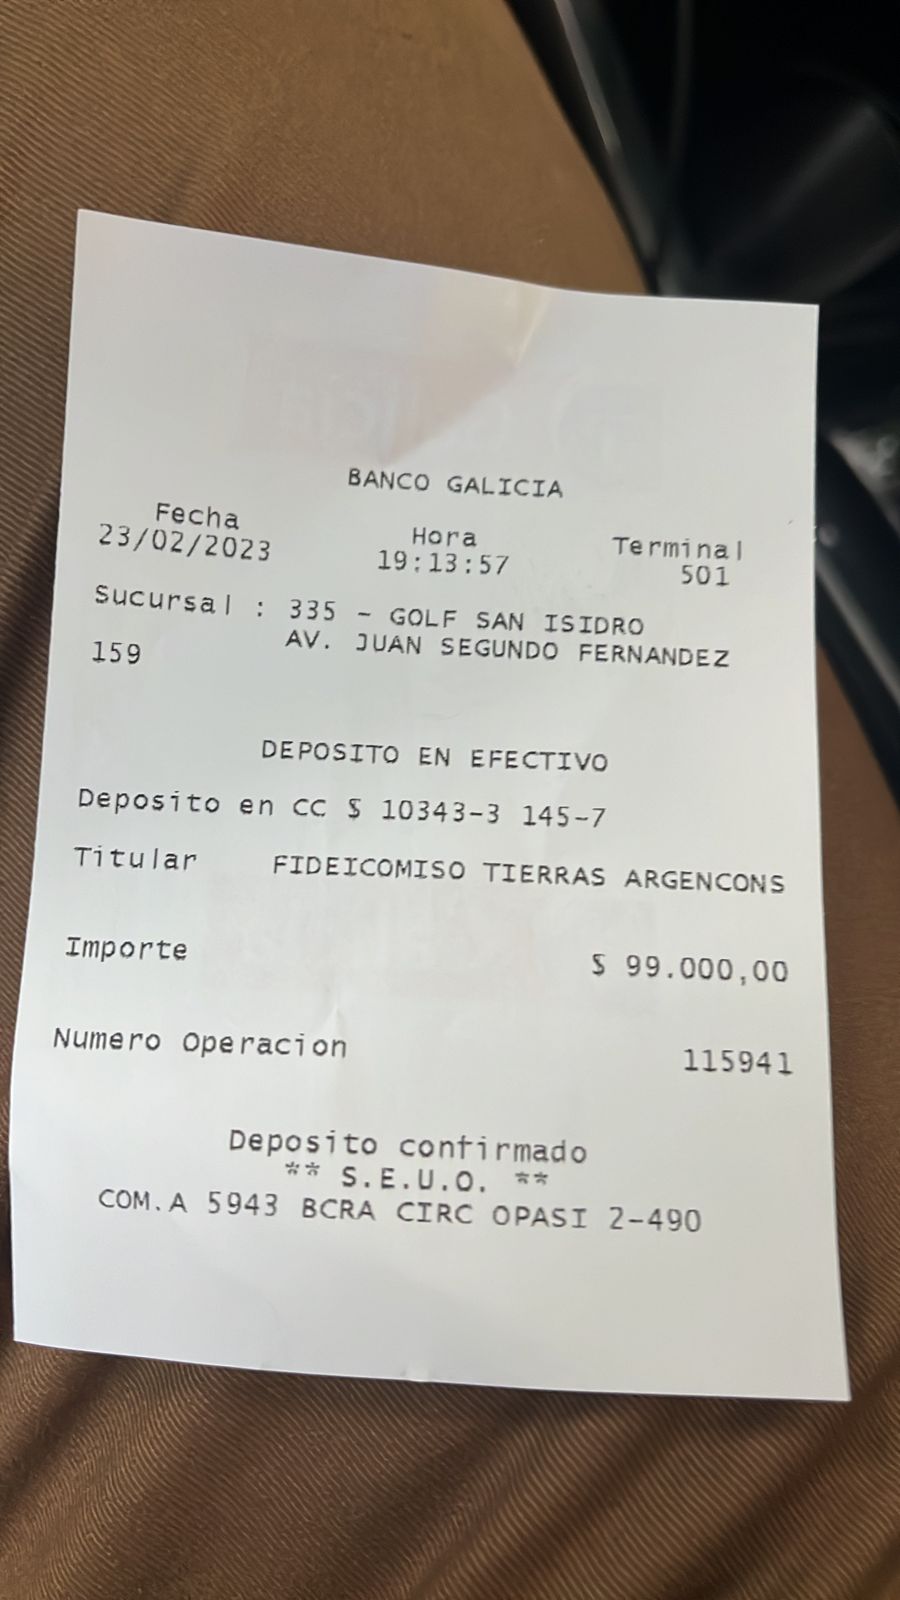 BANCO GALICIA
Fecha Hora Terminal
23/02/2023 19:13:57 501
Sucursal : 335 - GOLF SAN ISIDRO
AV. JUAN SEGUNDO FERNANDEZ
159
DEPOSITO EN EFECTIVO
Deposito en CC $ 10343-3 145-7
Titular FIDEICOMISO TIERRAS ARGENCONS
Importe $ 99.000,00
Numero Operacion 115941
Deposito confirmado
** S.E.U.O. **
COM.A 5943 BCRA CIRC OPASI 2-490